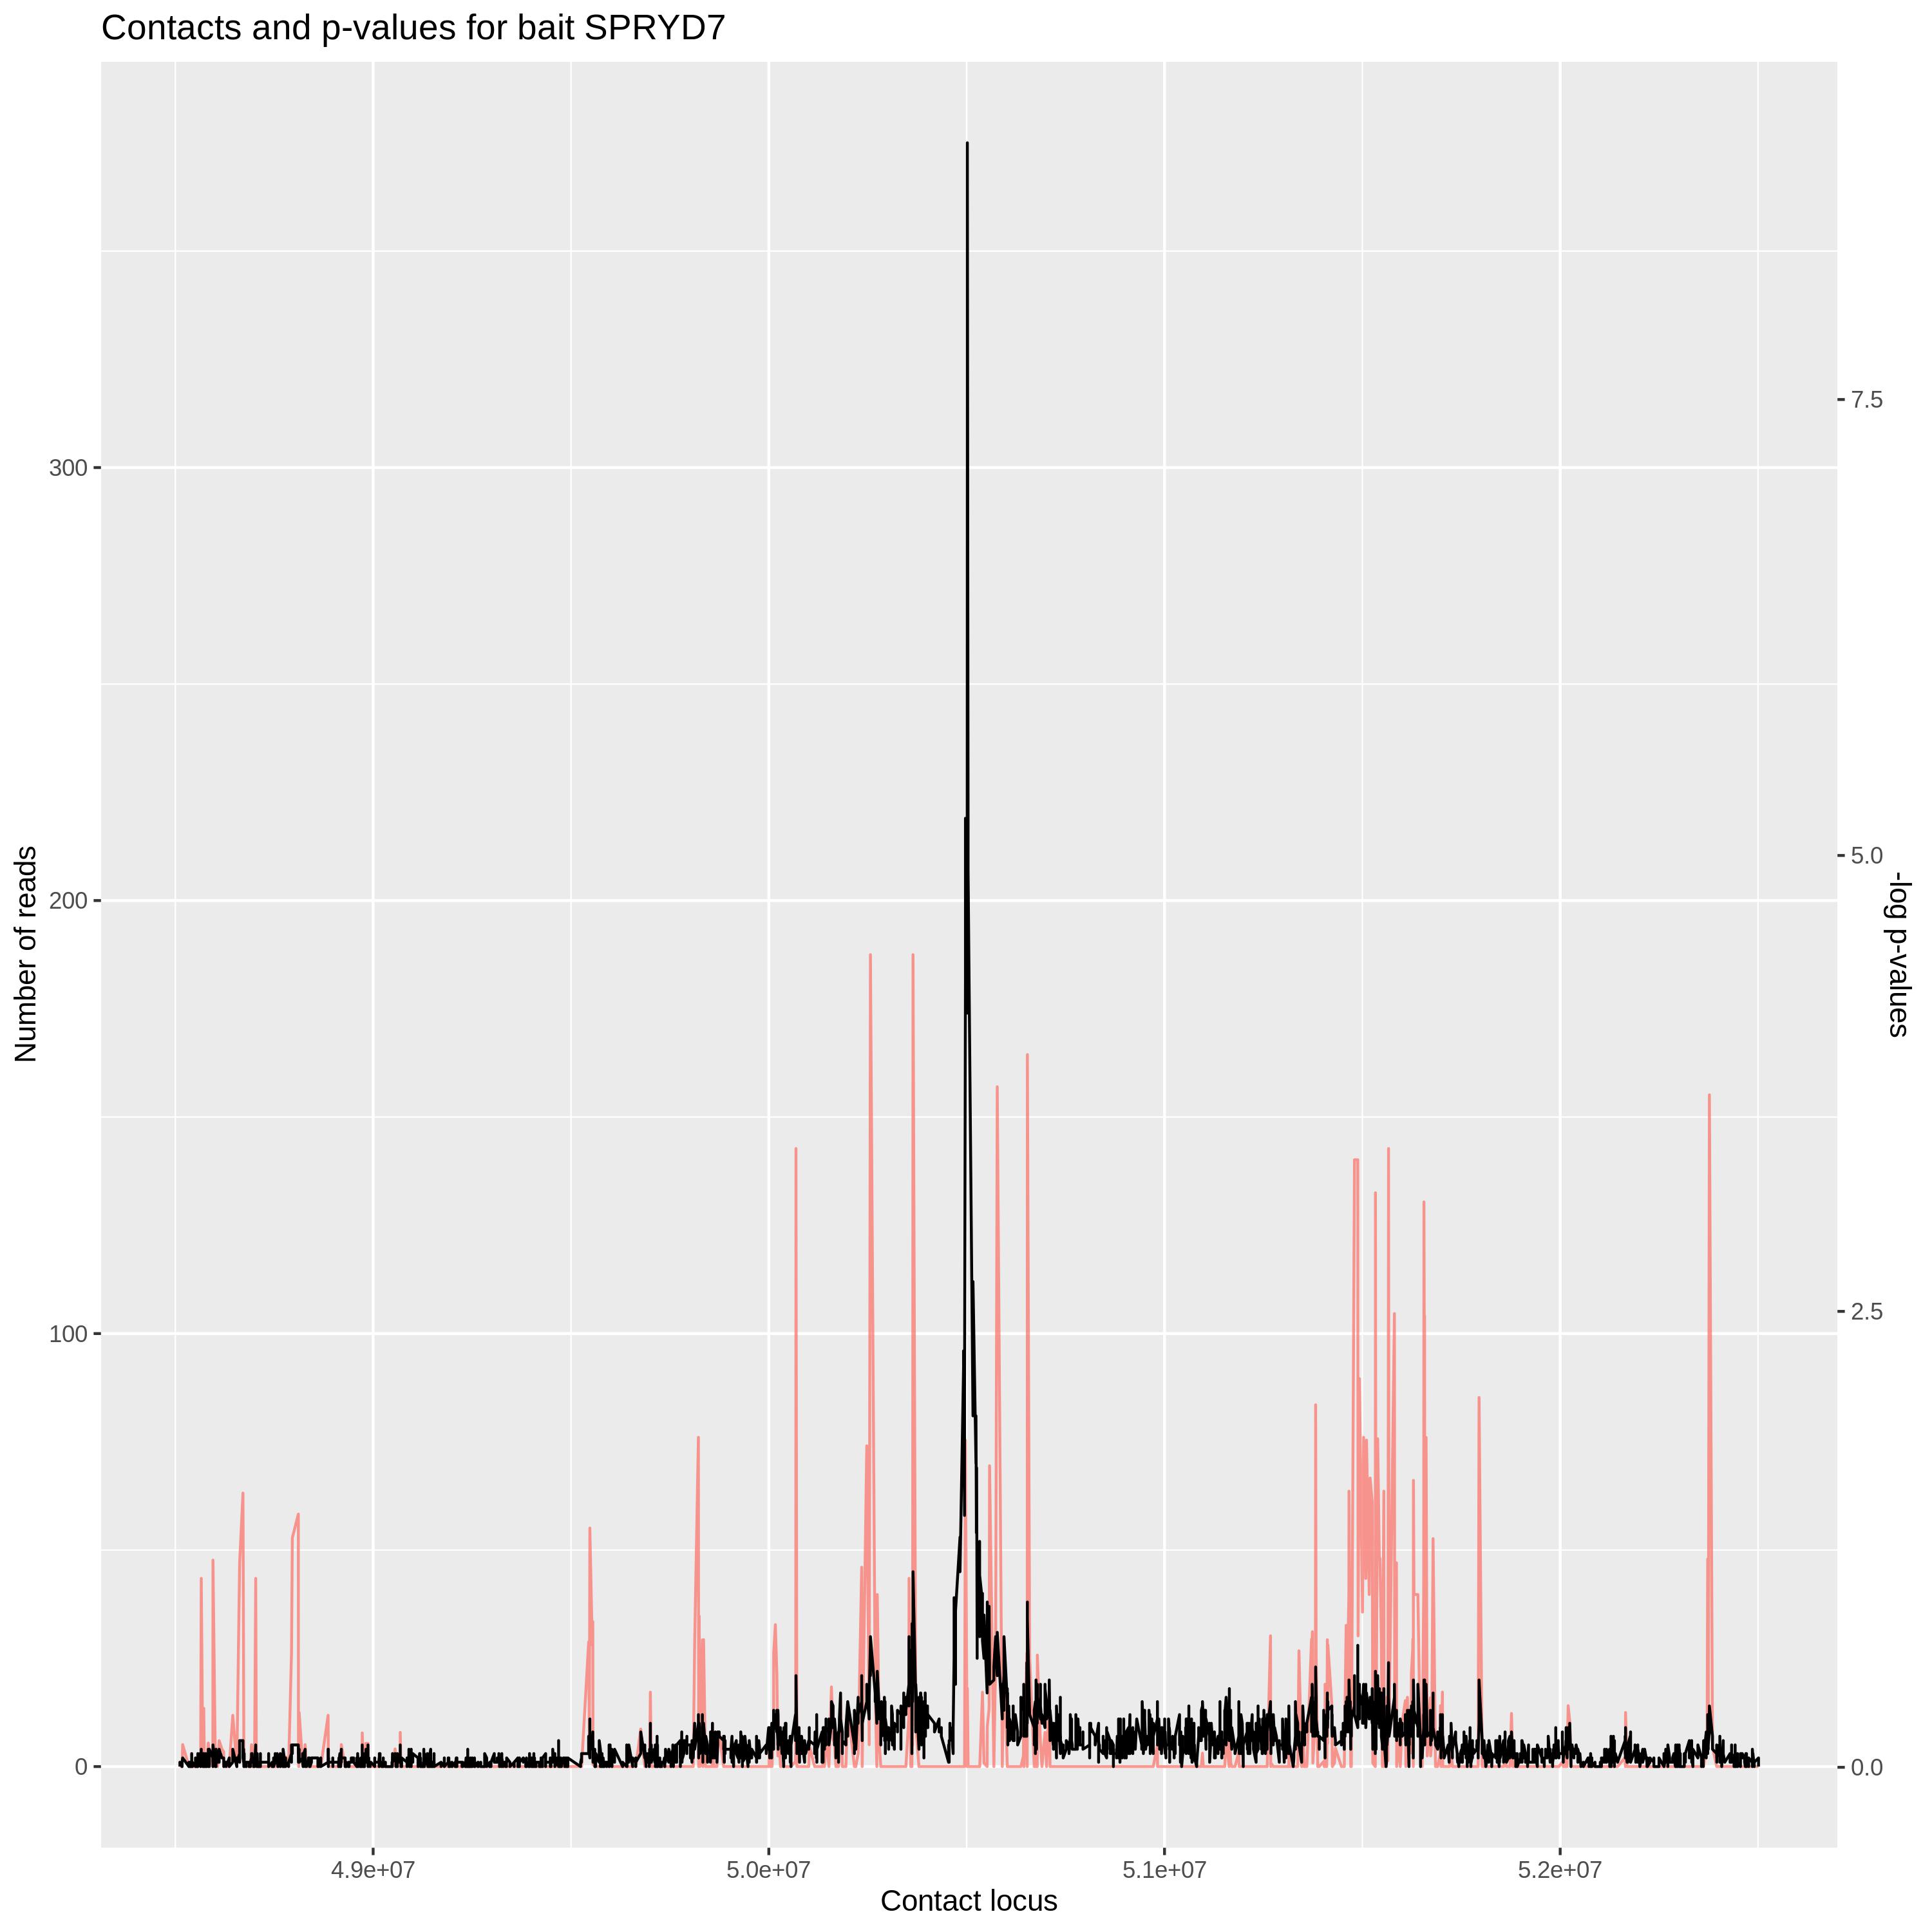 Contacts and p-values for bait SPRYD7
Number of reads
300
200
100
0
7.5
5.0
2.5
0.0
-log p-values
4.9e+07
5.0e+07
5.1e+07
5.2e+07
Contact locus